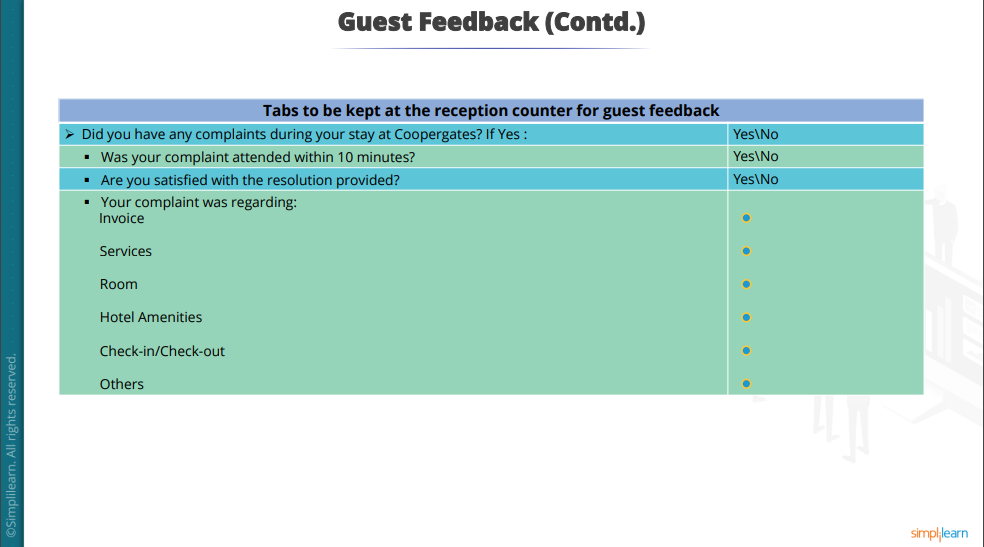 Guest Feedback (Contd.)
Tabs to be kept at the reception counter for guest feedback
Did you have any complaints during your stay at Coopergates? If Yes : Yes\No
Was your complaint attended within 10 minutes? Yes\No
Are you satisfied with the resolution provided? Yes\No
Your complaint was regarding:
Invoice
Services
Room
Hotel Amenities
Check-in/Check-out
Others
©Simplilearn. All rights reserved.
simplilearn